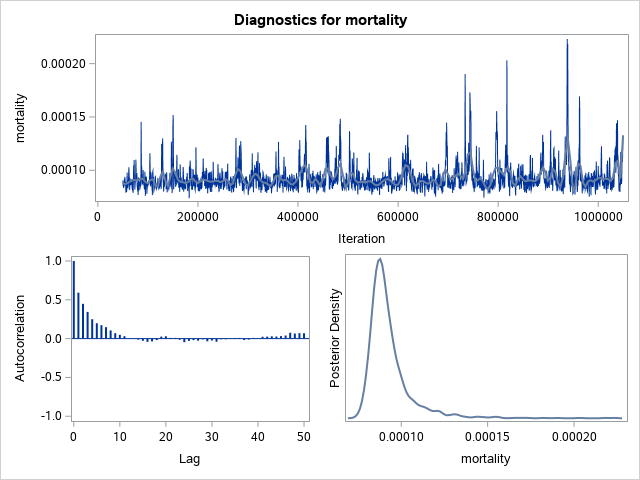 Diagnostics for mortality
mortality
0.00020
0.00015
0.00010
0 200000 400000 600000 800000 1000000
Iteration
Autocorrelation
1.0
0.5
0.0
-0.5
-1.0
0 10 20 30 40 50
Lag
Posterior Density
0.00010 0.00015 0.00020
mortality